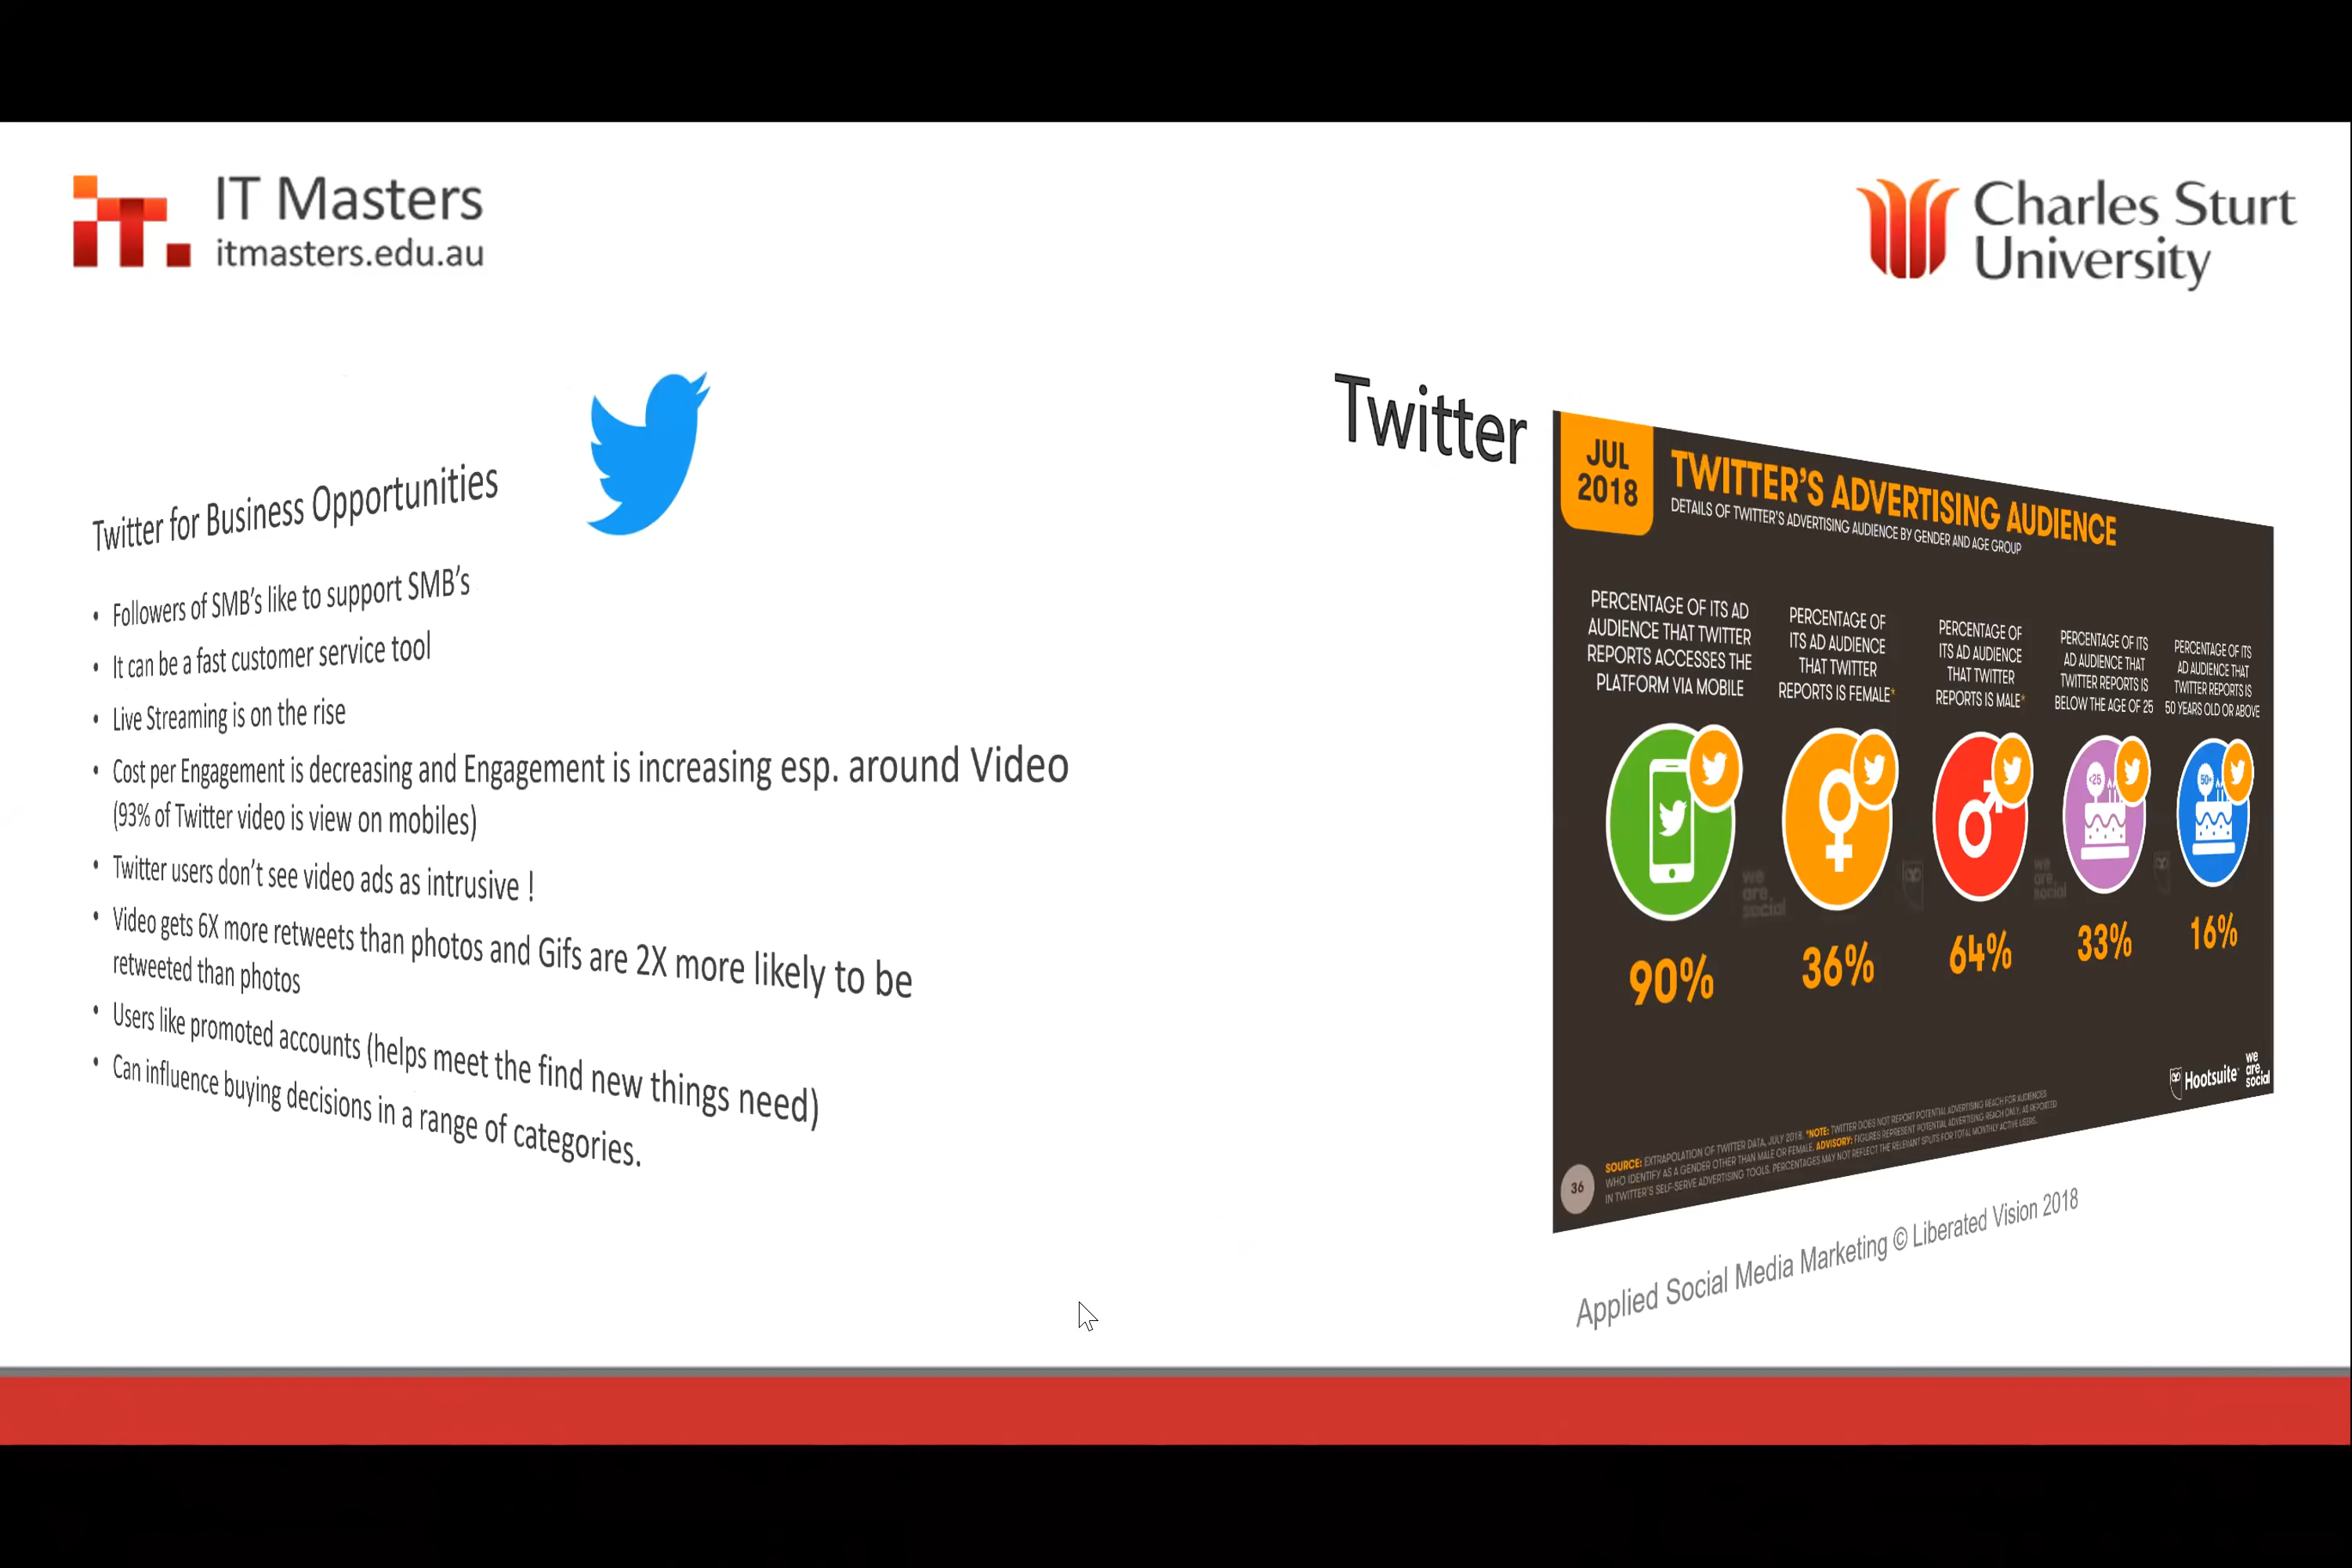 IT Masters
itmasters.edu.au
Charles Sturt
University
Twitter
Twitter for Business Opportunities
• Followers of SMB's like to support SMB's
• It can be a fast customer service tool
• Live Streaming is on the rise
• Cost per Engagement is decreasing and Engagement is increasing esp. around Video
(93% of Twitter video is view on mobiles)
• Twitter users don't see video ads as intrusive !
• Video gets 6X more retweets than photos and Gifs are 2X more likely to be
retweeted than photos
• Users like promoted accounts (helps meet the find new things need)
• Can influence buying decisions in a range of categories.
JUL
2018
TWITTER'S ADVERTISING AUDIENCE
DETAILS OF TWITTER'S ADVERTISING AUDIENCE BY GENDER AND AGE GROUP
PERCENTAGE OF ITS AD
AUDIENCE THAT TWITTER
REPORTS ACCESSES THE
PLATFORM VIA MOBILE
90%
PERCENTAGE OF
ITS AD AUDIENCE
THAT TWITTER
REPORTS IS FEMALE*
36%
PERCENTAGE OF
ITS AD AUDIENCE
THAT TWITTER
REPORTS IS MALE*
64%
PERCENTAGE OF ITS
AD AUDIENCE THAT
TWITTER REPORTS IS
BELOW THE AGE OF 25
<25
33%
PERCENTAGE OF ITS
AD AUDIENCE THAT
TWITTER REPORTS IS
50 YEARS OLD OR ABOVE
50+
16%
we
are.
social
we
are.
social
Hootsuite
we
are.
social
36
SOURCE: EXTRAPOLATION OF TWITTER DATA, JULY 2018. *NOTE: TWITTER DOES NOT REPORT POTENTIAL ADVERTISING REACH FOR AUDIENCES
WHO IDENTIFY AS A GENDER OTHER THAN MALE OR FEMALE. ADVISORY: FIGURES REPRESENT POTENTIAL ADVERTISING REACH ONLY, AS REPORTED
IN TWITTER'S SELF-SERVE ADVERTISING TOOLS. PERCENTAGES MAY NOT REFLECT THE RELEVANT SPLITS FOR TOTAL MONTHLY ACTIVE USERS.
Applied Social Media Marketing © Liberated Vision 2018